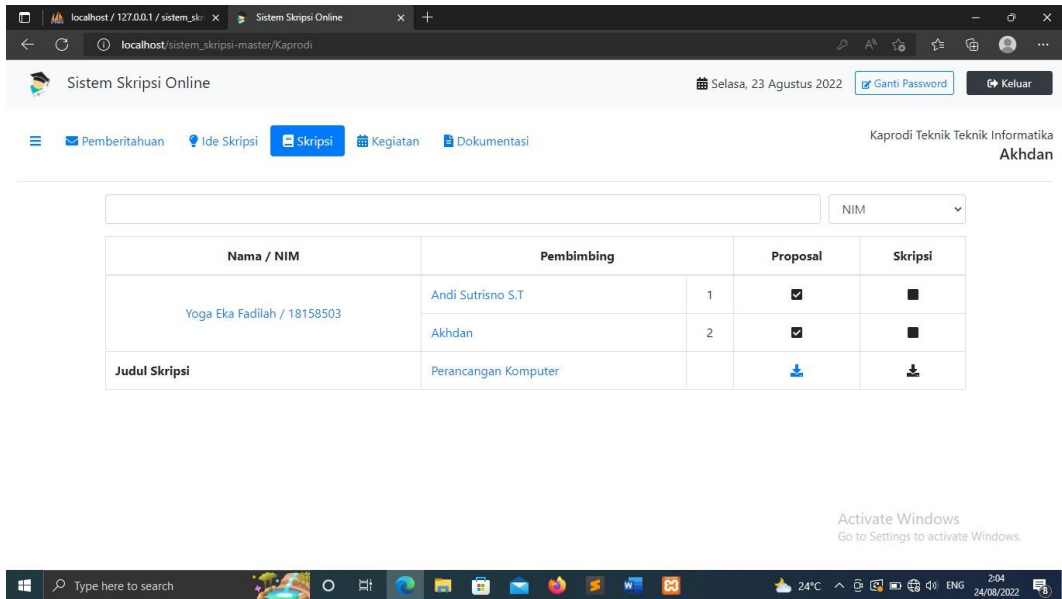 localhost / 127.0.0.1 / sistem_skr
Sistem Skripsi Online
localhost/sistem_skripsi-master/Kaprodi
Sistem Skripsi Online
Selasa, 23 Agustus 2022
Ganti Password
Keluar
Pemberitahuan
Ide Skripsi
Skripsi
Kegiatan
Dokumentasi
Kaprodi Teknik Teknik Informatika
Akhdan
NIM
Nama / NIM
Pembimbing
Proposal
Skripsi
Yoga Eka Fadilah / 18158503
Andi Sutrisno S.T
1
Akhdan
2
Judul Skripsi
Perancangan Komputer
Activate Windows
Go to Settings to activate Windows.
Type here to search
24°C
ENG
2:04
24/08/2022